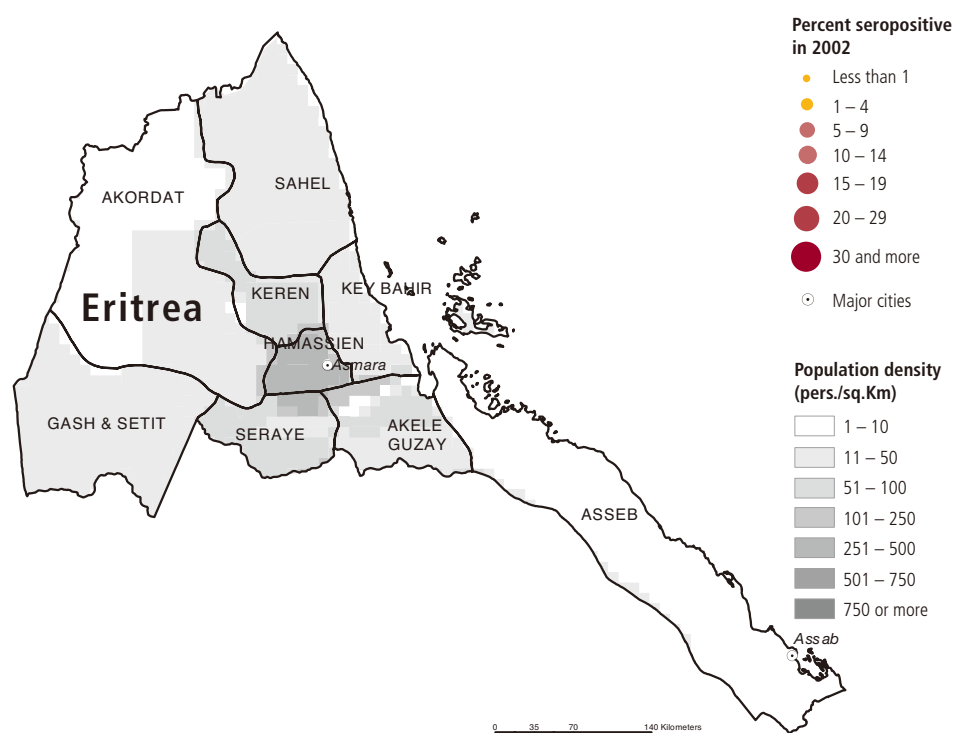 Percent seropositive
in 2002
Less than 1
1 – 4
5 – 9
10 – 14
15 – 19
20 – 29
30 and more
Major cities
SAHEL
AKORDAT
KEREN
KEY BAHIR
Eritrea
HAMASSIEN
Asmara
GASH & SETIT
SERAYE
AKELE
GUZAY
ASSEB
Assab
Population density
(pers./sq.Km)
1 – 10
11 – 50
51 – 100
101 – 250
251 – 500
501 – 750
750 or more
0 35 70 140 Kilometers